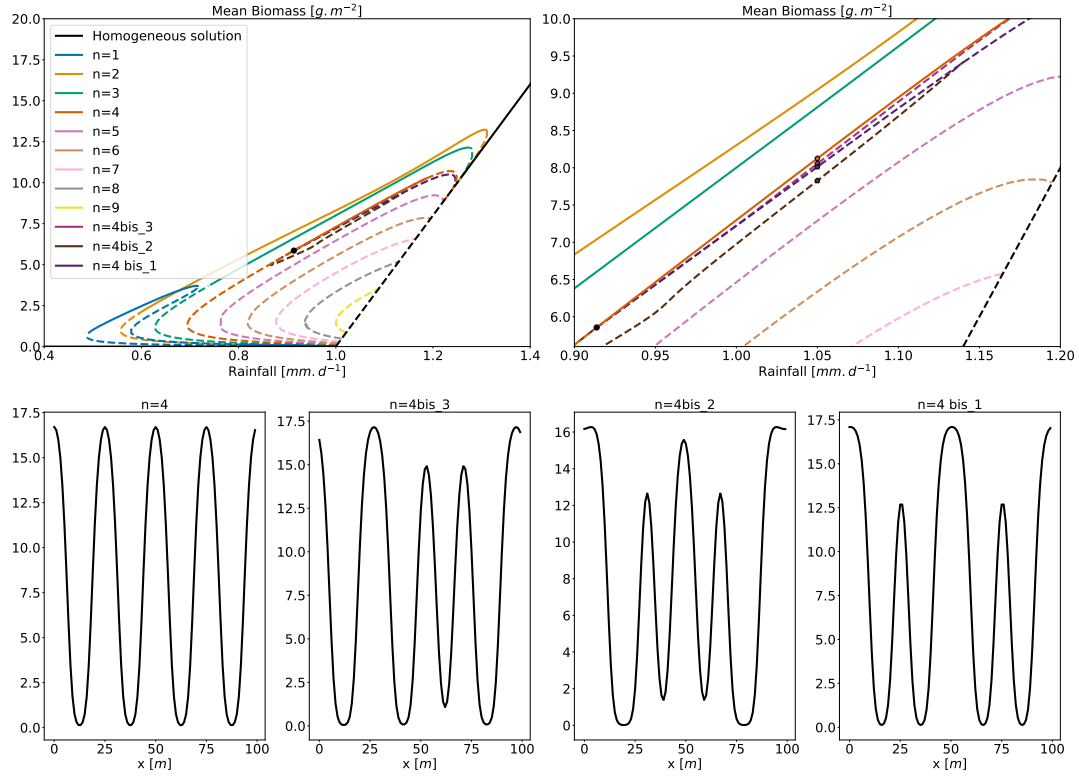 Mean Biomass [g.m⁻²]
20.0
17.5
15.0
12.5
10.0
7.5
5.0
2.5
0.0
Homogeneous solution
n=1
n=2
n=3
n=4
n=5
n=6
n=7
n=8
n=9
n=4bis_3
n=4bis_2
n=4 bis_1
0.4 0.6 0.8 1.0 1.2 1.4
Rainfall [mm.d⁻¹]
Mean Biomass [g.m⁻²]
10.0
9.5
9.0
8.5
8.0
7.5
7.0
6.5
6.0
0.90 0.95 1.00 1.05 1.10 1.15 1.20
Rainfall [mm.d⁻¹]
n=4
17.5
15.0
12.5
10.0
7.5
5.0
2.5
0.0
0 25 50 75 100
x [m]
n=4bis_3
17.5
15.0
12.5
10.0
7.5
5.0
2.5
0.0
0 25 50 75 100
x [m]
n=4bis_2
16
14
12
10
8
6
4
2
0
0 25 50 75 100
x [m]
n=4 bis_1
17.5
15.0
12.5
10.0
7.5
5.0
2.5
0.0
0 25 50 75 100
x [m]